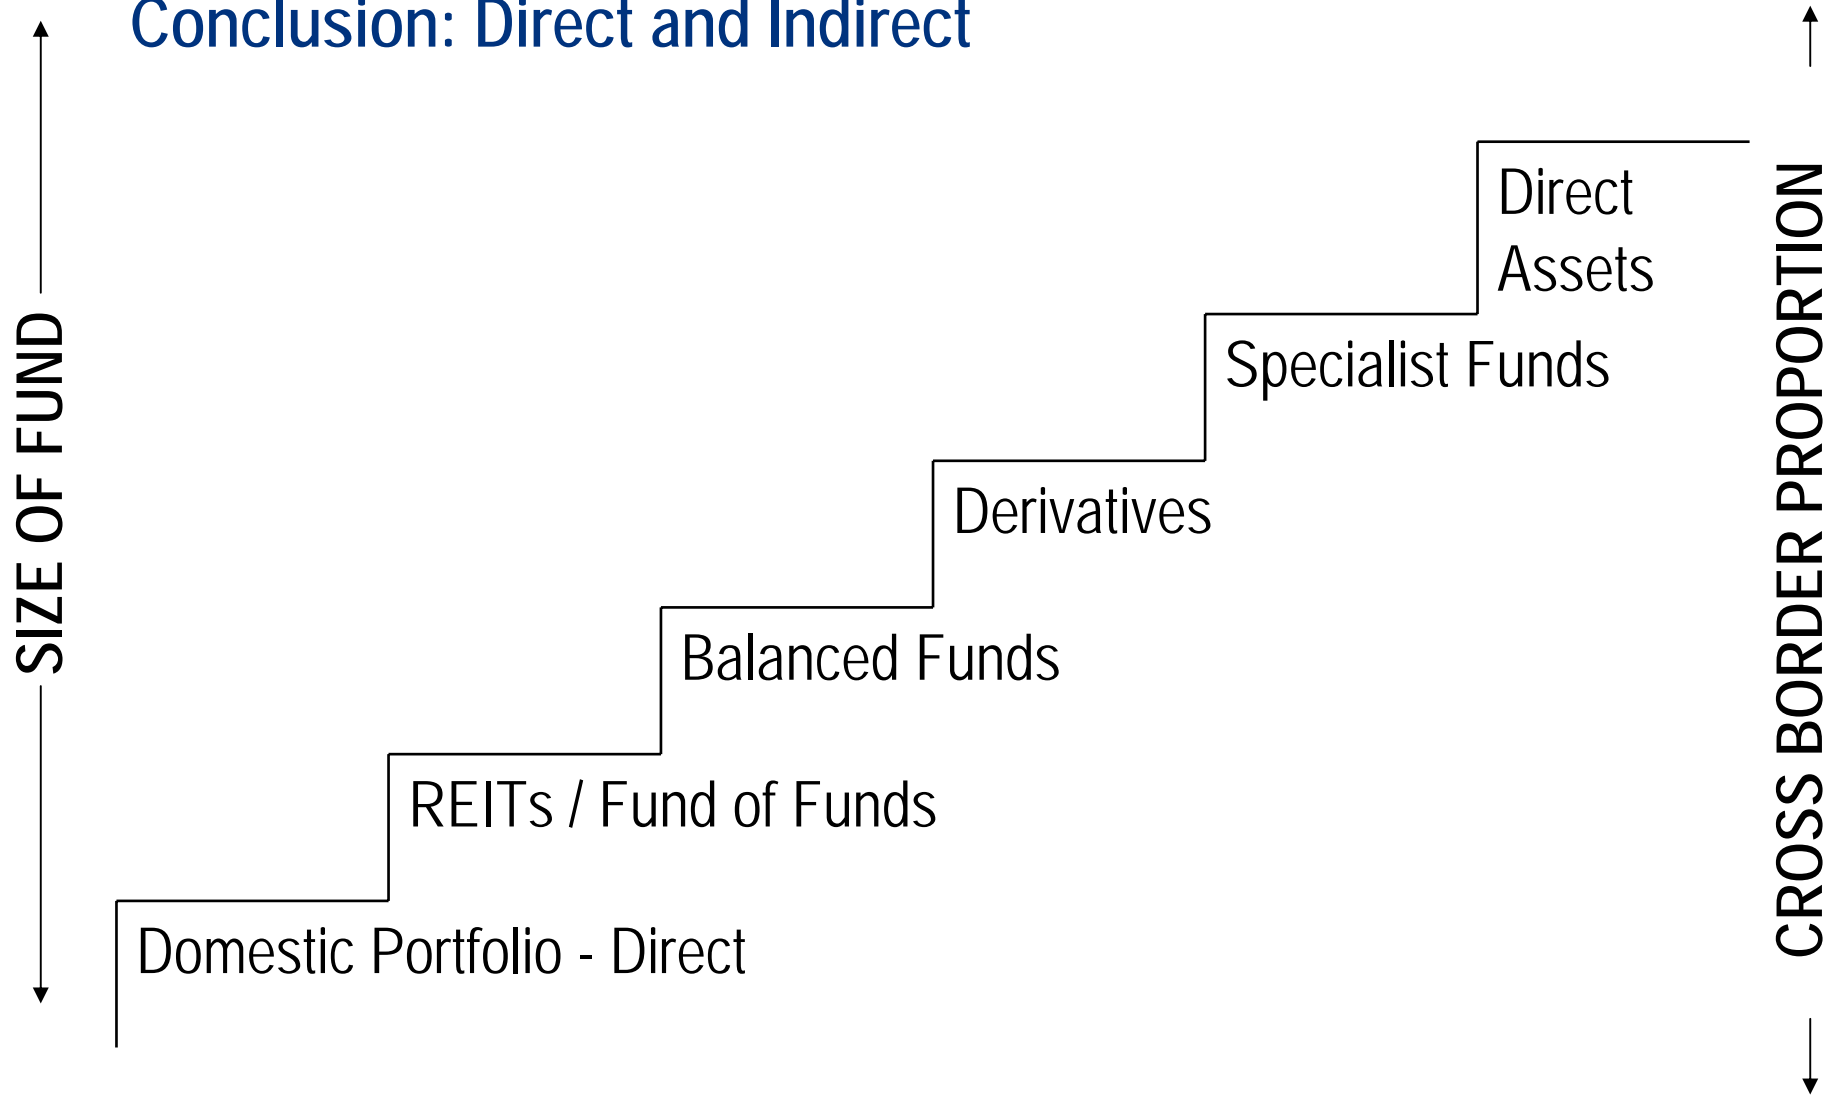 Conclusion: Direct and Indirect
SIZE OF FUND
CROSS BORDER PROPORTION
Direct
Assets
Specialist Funds
Derivatives
Balanced Funds
REITs / Fund of Funds
Domestic Portfolio - Direct